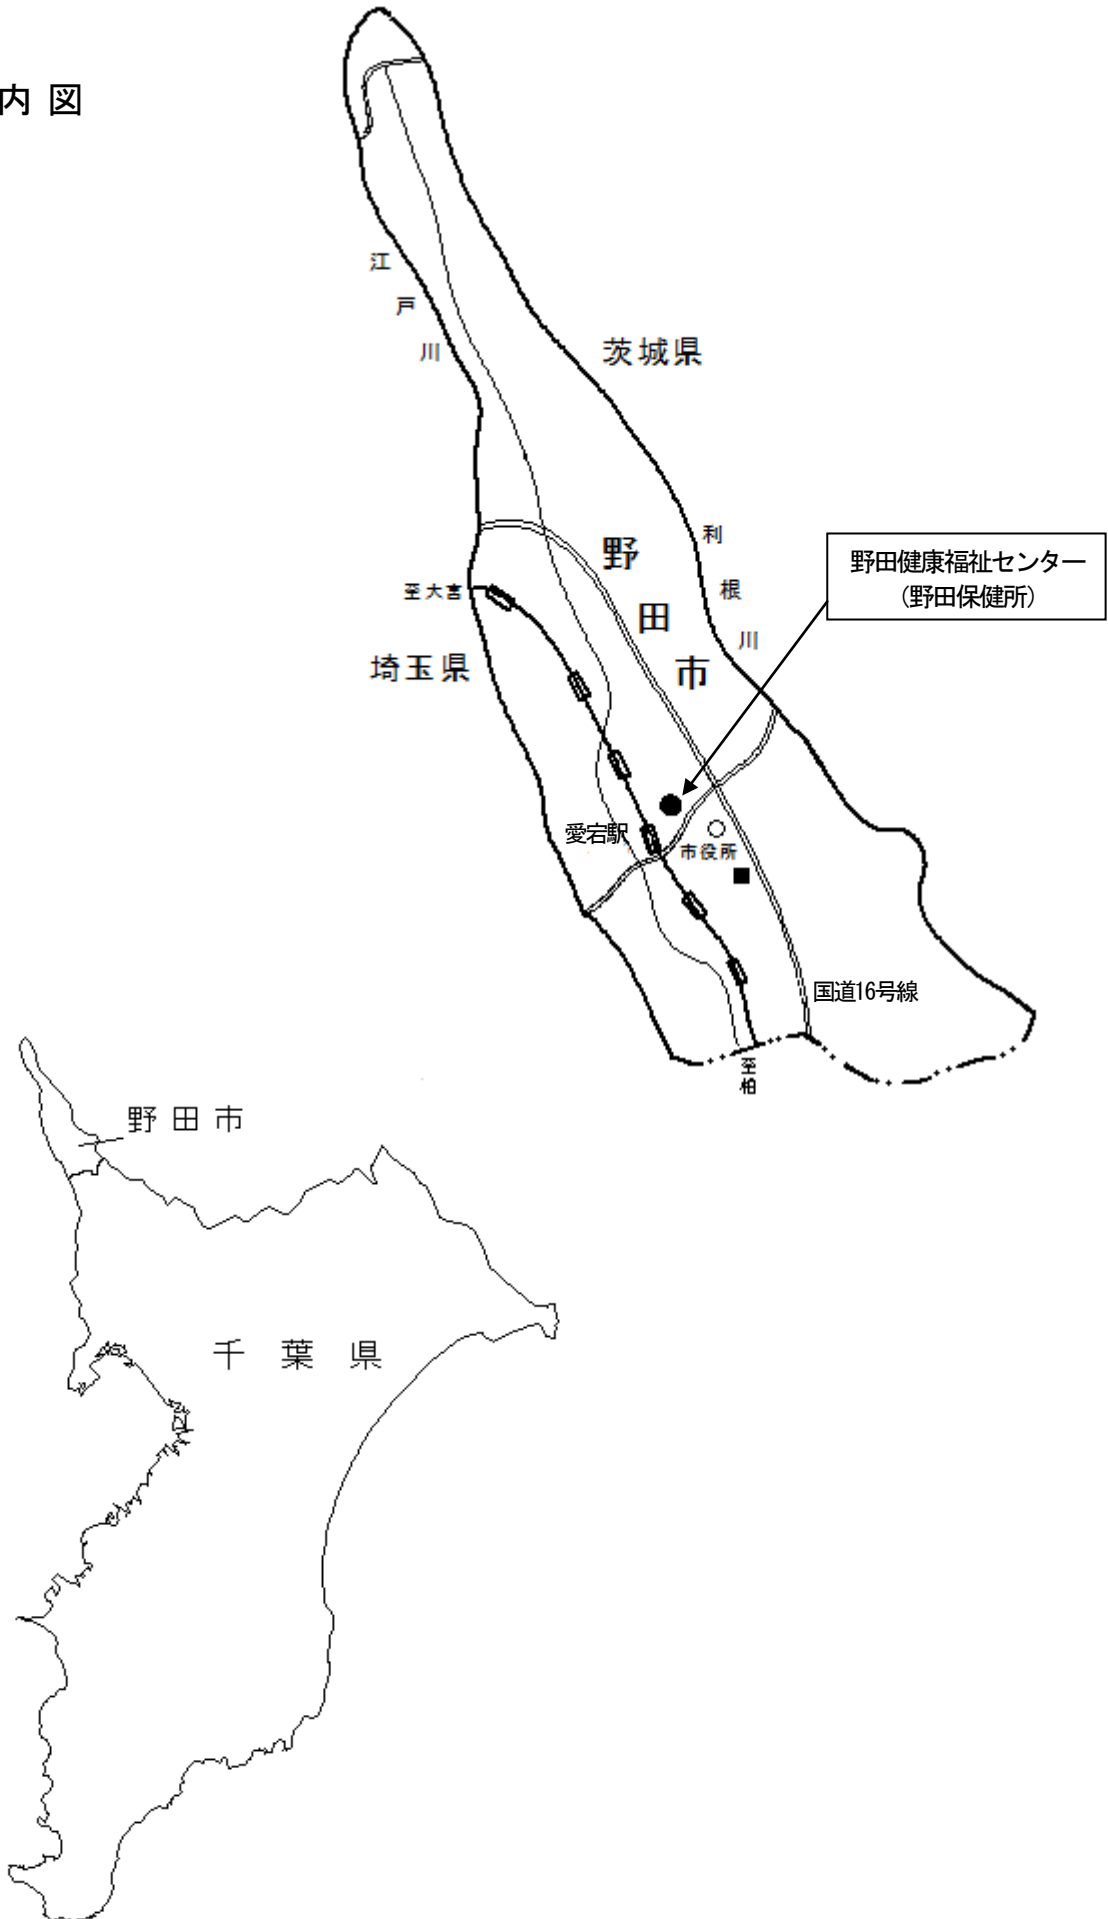 内図
江戸川
茨城県
利根川
野田市
野田健康福祉センター
（野田保健所）
至大宮
埼玉県
愛宕駅
市役所
国道16号線
至柏
野田市
千葉県